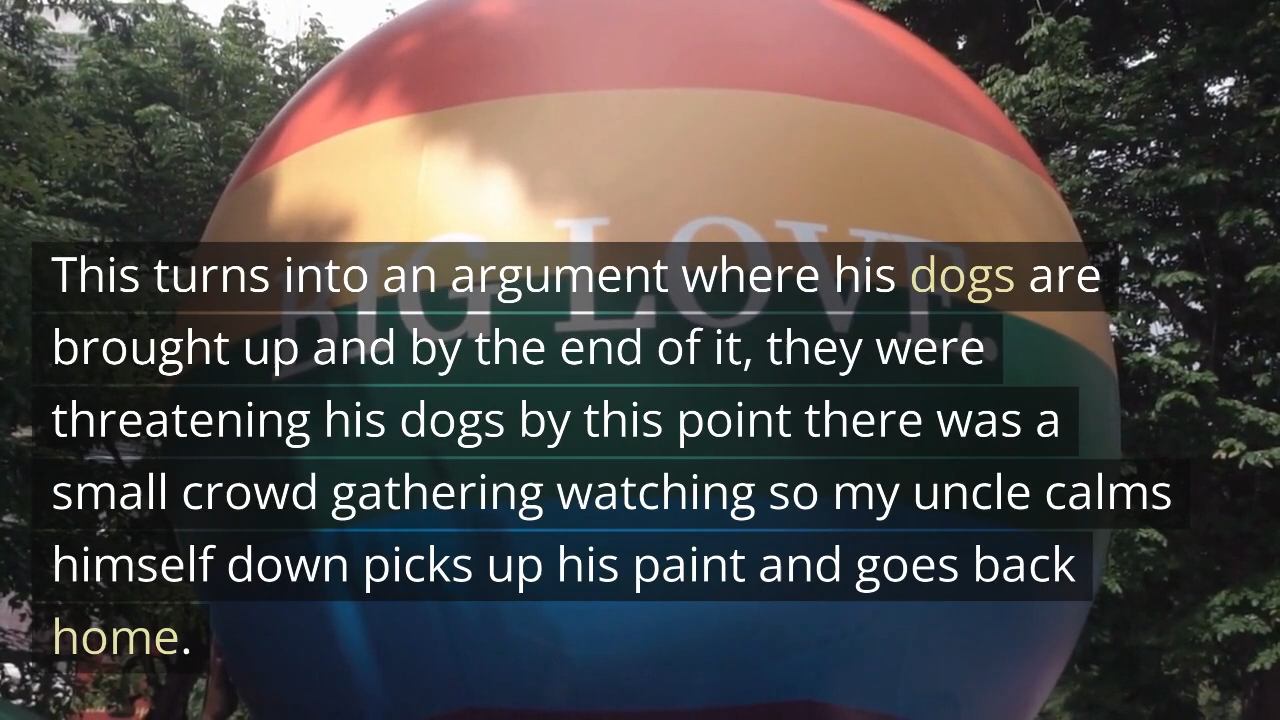 BIG LOVE
This turns into an argument where his dogs are
brought up and by the end of it, they were
threatening his dogs by this point there was a
small crowd gathering watching so my uncle calms
himself down picks up his paint and goes back
home.